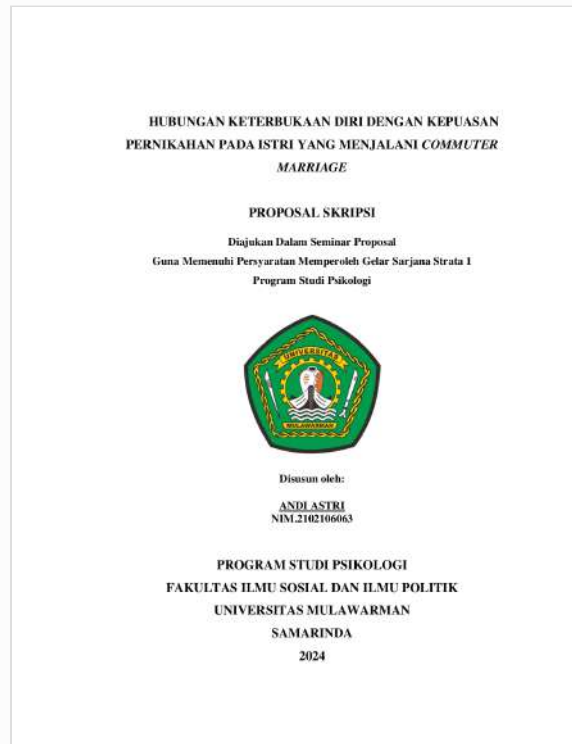 HUBUNGAN KETERBUKAAN DIRI DENGAN KEPUASAN
PERNIKAHAN PADA ISTRI YANG MENJALANI COMMUTER
MARRIAGE
PROPOSAL SKRIPSI
Diajukan Dalam Seminar Proposal
Guna Memenuhi Persyaratan Memperoleh Gelar Sarjana Strata 1
Program Studi Psikologi
UNIVERSITAS
MULAWARMAN
Disusun oleh:
ANDI ASTRI
NIM.2102106063
PROGRAM STUDI PSIKOLOGI
FAKULTAS ILMU SOSIAL DAN ILMU POLITIK
UNIVERSITAS MULAWARMAN
SAMARINDA
2024